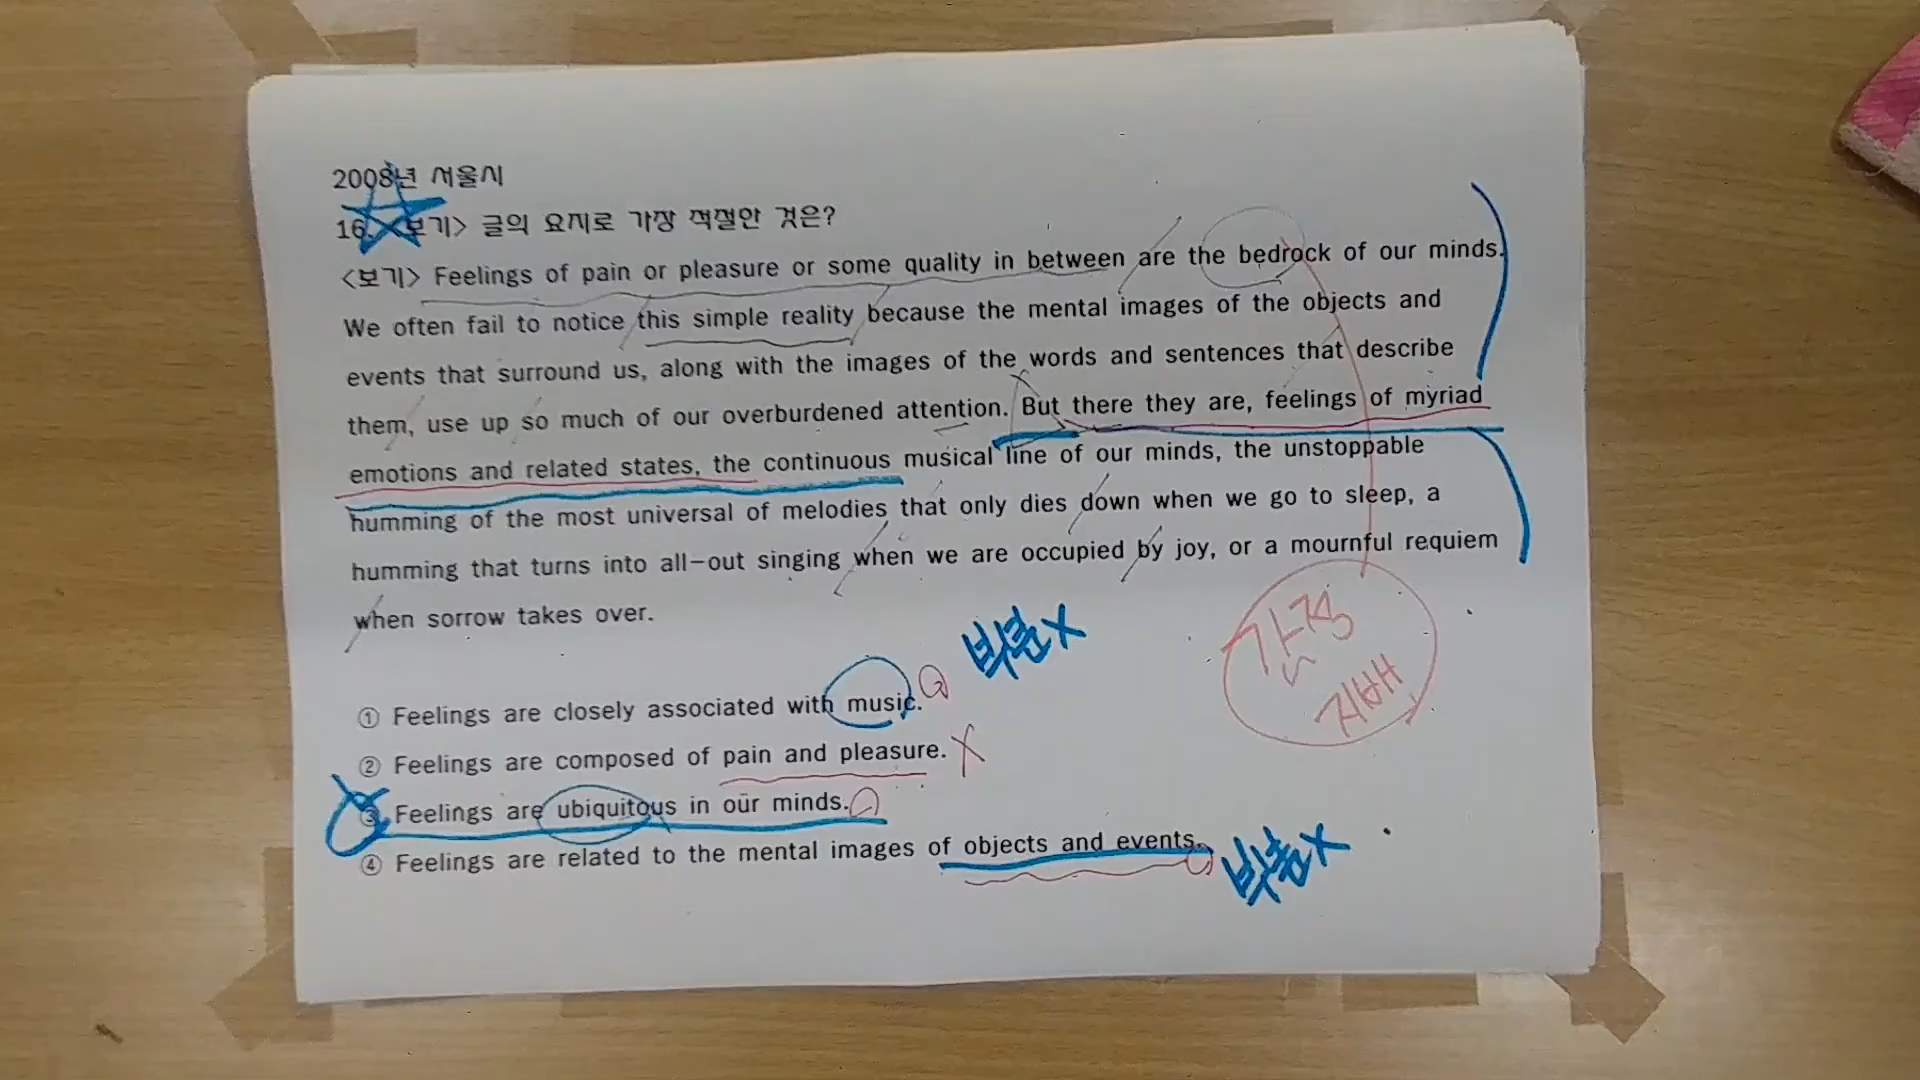 2008년 서울시
16. <보기> 글의 요지로 가장 적절한 것은?
<보기> Feelings of pain or pleasure or some quality in between are the bedrock of our minds.
We often fail to notice this simple reality because the mental images of the objects and
events that surround us, along with the images of the words and sentences that describe
them, use up so much of our overburdened attention. But there they are, feelings of myriad
emotions and related states, the continuous musical line of our minds, the unstoppable
humming of the most universal of melodies that only dies down when we go to sleep, a
humming that turns into all-out singing when we are occupied by joy, or a mournful requiem
when sorrow takes over.
① Feelings are closely associated with music.
② Feelings are composed of pain and pleasure.
③ Feelings are ubiquitous in our minds.
④ Feelings are related to the mental images of objects and events.
감정
지배